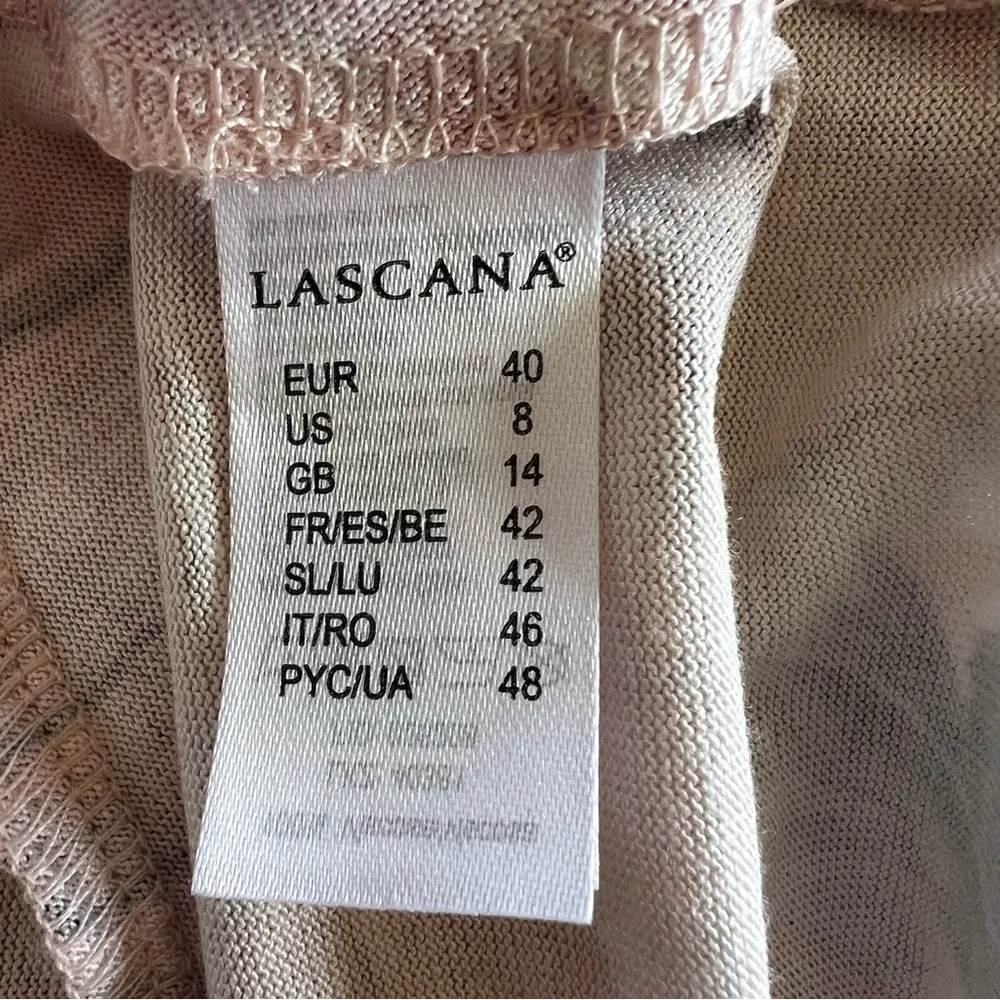 LASCANA®
EUR 40
US 8
GB 14
FR/ES/BE 42
SL/LU 42
IT/RO 46
PYC/UA 48